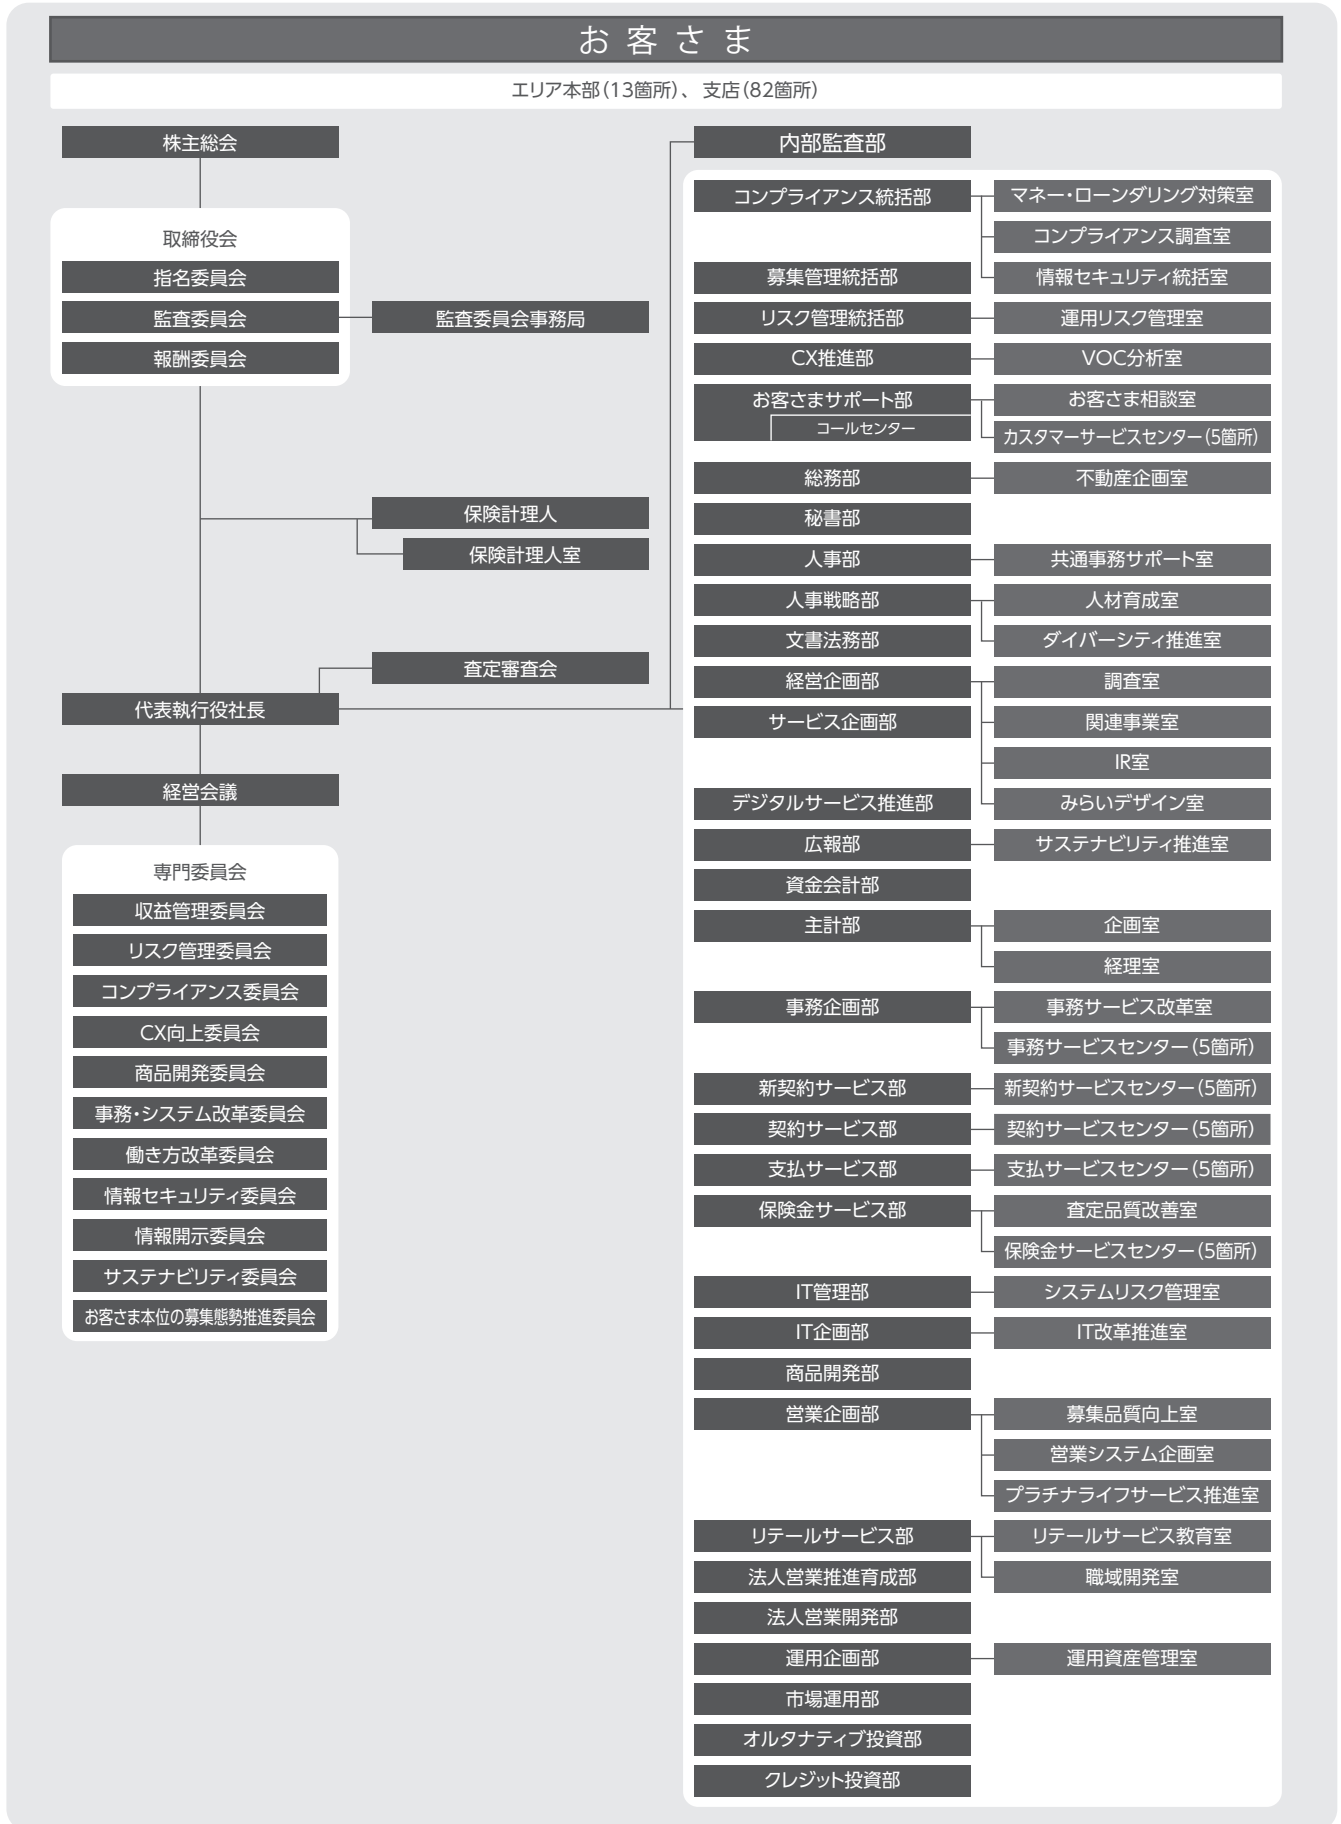 お客さま
エリア本部(13箇所)、支店(82箇所)
株主総会
取締役会
指名委員会
監査委員会
監査委員会事務局
報酬委員会
保険計理人
保険計理人室
査定審査会
代表執行役社長
経営会議
専門委員会
収益管理委員会
リスク管理委員会
コンプライアンス委員会
CX向上委員会
商品開発委員会
事務・システム改革委員会
働き方改革委員会
情報セキュリティ委員会
情報開示委員会
サステナビリティ委員会
お客さま本位の募集態勢推進委員会
内部監査部
コンプライアンス統括部
マネー・ローンダリング対策室
コンプライアンス調査室
募集管理統括部
情報セキュリティ統括室
リスク管理統括部
運用リスク管理室
CX推進部
VOC分析室
お客さまサポート部
お客さま相談室
コールセンター
カスタマーサービスセンター(5箇所)
総務部
不動産企画室
秘書部
人事部
共通事務サポート室
人事戦略部
人材育成室
文書法務部
ダイバーシティ推進室
経営企画部
調査室
サービス企画部
関連事業室
IR室
デジタルサービス推進部
みらいデザイン室
広報部
サステナビリティ推進室
資金会計部
主計部
企画室
経理室
事務企画部
事務サービス改革室
事務サービスセンター(5箇所)
新契約サービス部
新契約サービスセンター(5箇所)
契約サービス部
契約サービスセンター(5箇所)
支払サービス部
支払サービスセンター(5箇所)
保険金サービス部
査定品質改善室
保険金サービスセンター(5箇所)
IT管理部
システムリスク管理室
IT企画部
IT改革推進室
商品開発部
営業企画部
募集品質向上室
営業システム企画室
プラチナライフサービス推進室
リテールサービス部
リテールサービス教育室
法人営業推進育成部
職域開発室
法人営業開発部
運用企画部
運用資産管理室
市場運用部
オルタナティブ投資部
クレジット投資部